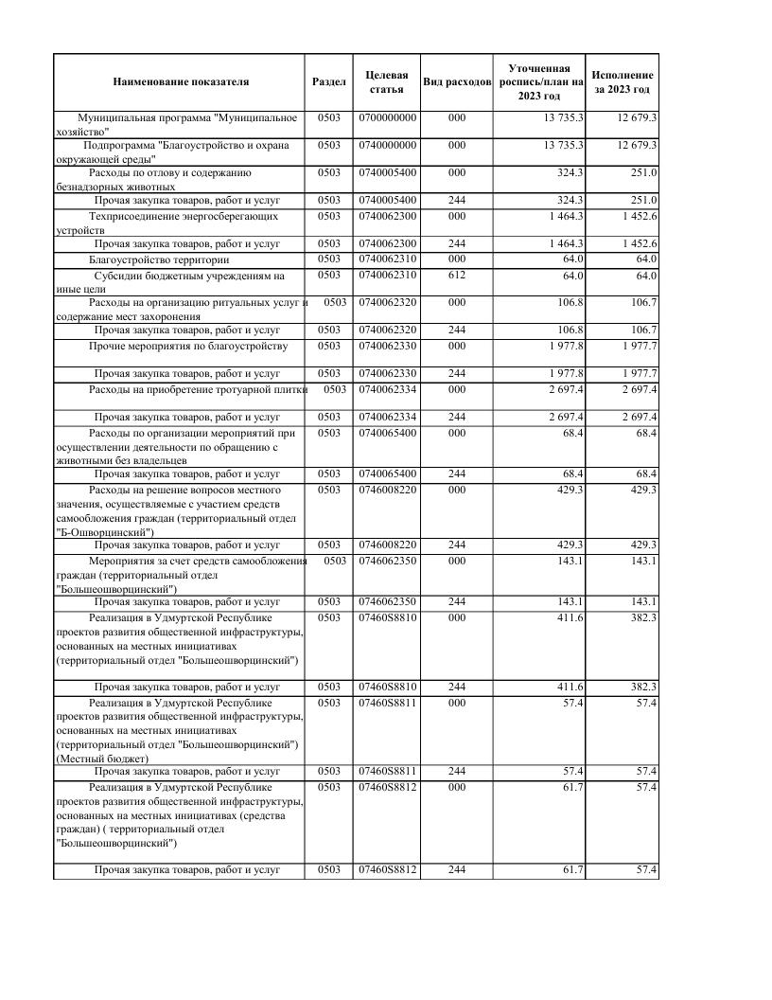 Наименование показателя Раздел Целевая статья Вид расходов Уточненная роспись/план на 2023 год Исполнение за 2023 год
Муниципальная программа "Муниципальное 0503 0700000000 000 13 735.3 12 679.3
хозяйство"
Подпрограмма "Благоустройство и охрана 0503 0740000000 000 13 735.3 12 679.3
окружающей среды"
Расходы по отлову и содержанию 0503 0740005400 000 324.3 251.0
безнадзорных животных
Прочая закупка товаров, работ и услуг 0503 0740005400 244 324.3 251.0
Техприсоединение энергосберегающих 0503 0740062300 000 1 464.3 1 452.6
устройств
Прочая закупка товаров, работ и услуг 0503 0740062300 244 1 464.3 1 452.6
Благоустройство территории 0503 0740062310 000 64.0 64.0
Субсидии бюджетным учреждениям на 0503 0740062310 612 64.0 64.0
иные цели
Расходы на организацию ритуальных услуг и 0503 0740062320 000 106.8 106.7
содержание мест захоронения
Прочая закупка товаров, работ и услуг 0503 0740062320 244 106.8 106.7
Прочие мероприятия по благоустройству 0503 0740062330 000 1 977.8 1 977.7
Прочая закупка товаров, работ и услуг 0503 0740062330 244 1 977.8 1 977.7
Расходы на приобретение тротуарной плитки 0503 0740062334 000 2 697.4 2 697.4
Прочая закупка товаров, работ и услуг 0503 0740062334 244 2 697.4 2 697.4
Расходы по организации мероприятий при 0503 0740065400 000 68.4 68.4
осуществлении деятельности по обращению с
животными без владельцев
Прочая закупка товаров, работ и услуг 0503 0740065400 244 68.4 68.4
Расходы на решение вопросов местного 0503 0746008220 000 429.3 429.3
значения, осуществляемые с участием средств
самообложения граждан (территориальный отдел
"Б-Ошворцинский")
Прочая закупка товаров, работ и услуг 0503 0746008220 244 429.3 429.3
Мероприятия за счет средств самообложения 0503 0746062350 000 143.1 143.1
граждан (территориальный отдел
"Большеошворцинский")
Прочая закупка товаров, работ и услуг 0503 0746062350 244 143.1 143.1
Реализация в Удмуртской Республике 0503 07460S8810 000 411.6 382.3
проектов развития общественной инфраструктуры,
основанных на местных инициативах
(территориальный отдел "Большеошворцинский")
Прочая закупка товаров, работ и услуг 0503 07460S8810 244 411.6 382.3
Реализация в Удмуртской Республике 0503 07460S8811 000 57.4 57.4
проектов развития общественной инфраструктуры,
основанных на местных инициативах
(территориальный отдел "Большеошворцинский")
(Местный бюджет)
Прочая закупка товаров, работ и услуг 0503 07460S8811 244 57.4 57.4
Реализация в Удмуртской Республике 0503 07460S8812 000 61.7 57.4
проектов развития общественной инфраструктуры,
основанных на местных инициативах (средства
граждан) ( территориальный отдел
"Большеошворцинский")
Прочая закупка товаров, работ и услуг 0503 07460S8812 244 61.7 57.4